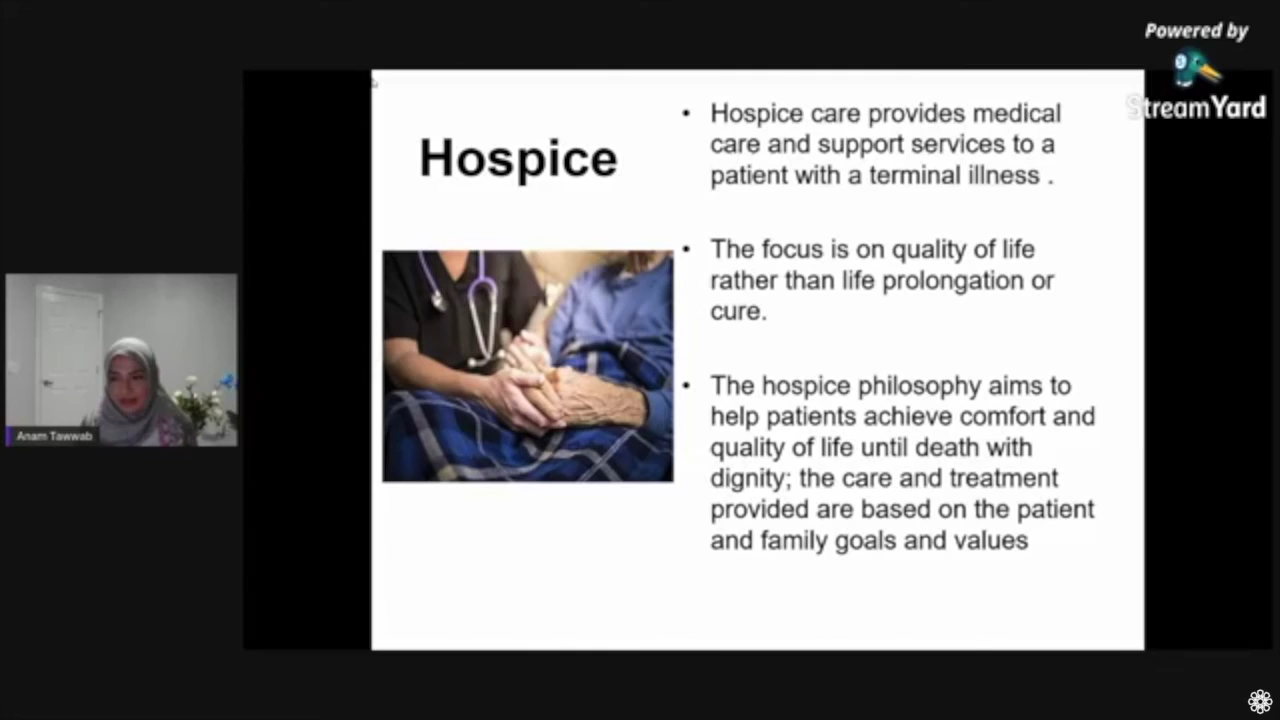 Powered by
StreamYard
Hospice
• Hospice care provides medical
care and support services to a
patient with a terminal illness .
• The focus is on quality of life
rather than life prolongation or
cure.
• The hospice philosophy aims to
help patients achieve comfort and
quality of life until death with
dignity; the care and treatment
provided are based on the patient
and family goals and values
Anam Tawwab